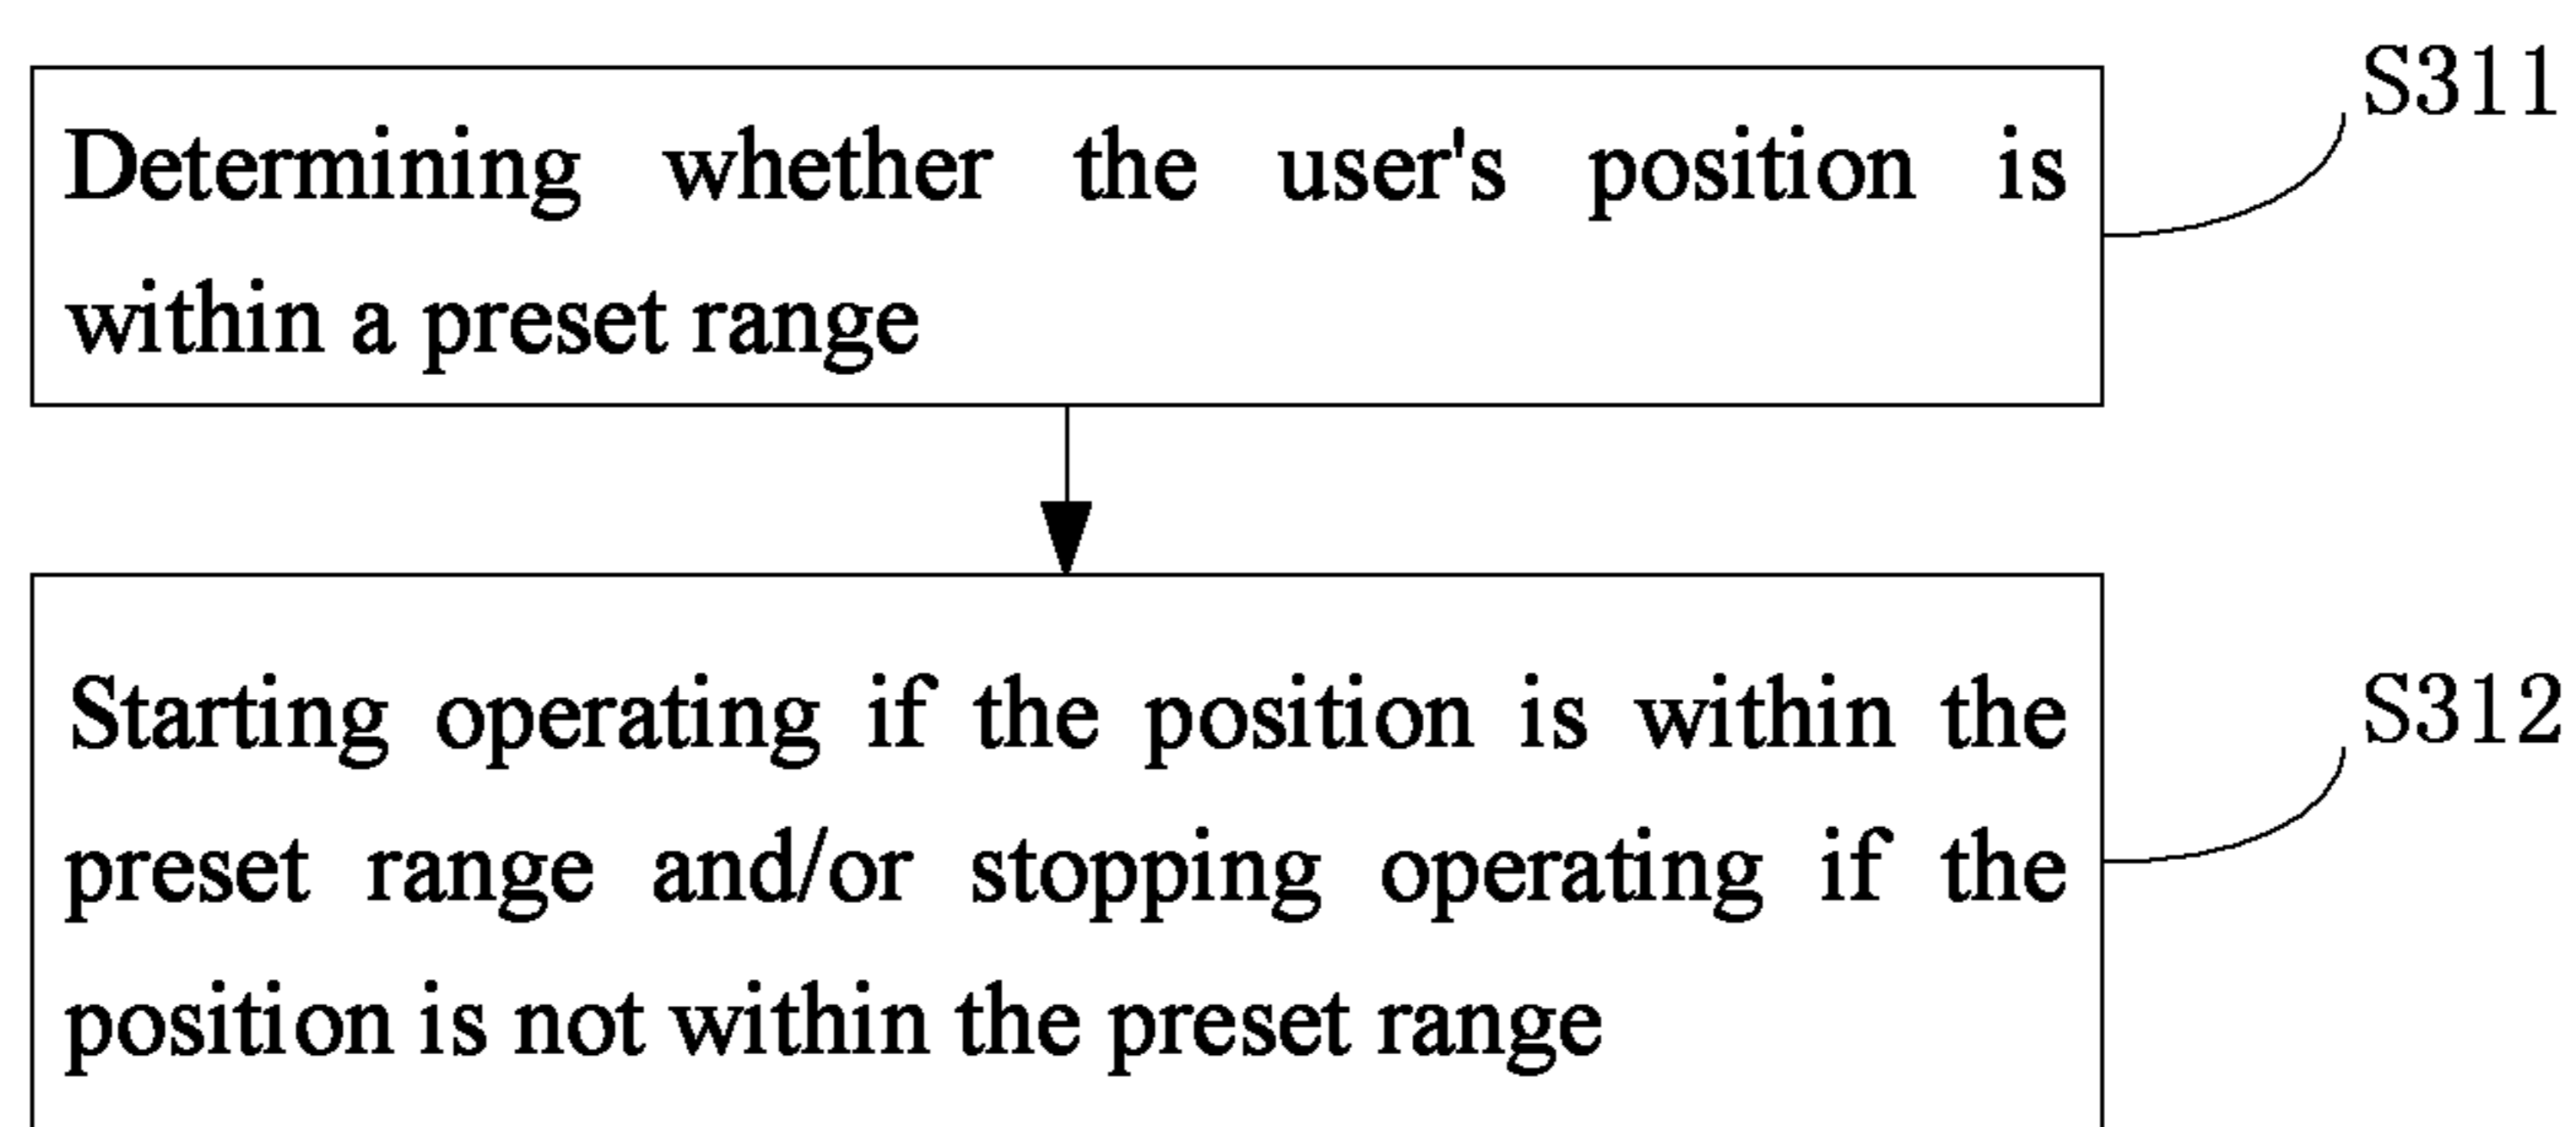 S311
Determining whether the user's position is
within a preset range
S312
Starting operating if the position is within the
preset range and/or stopping operating if the
position is not within the preset range